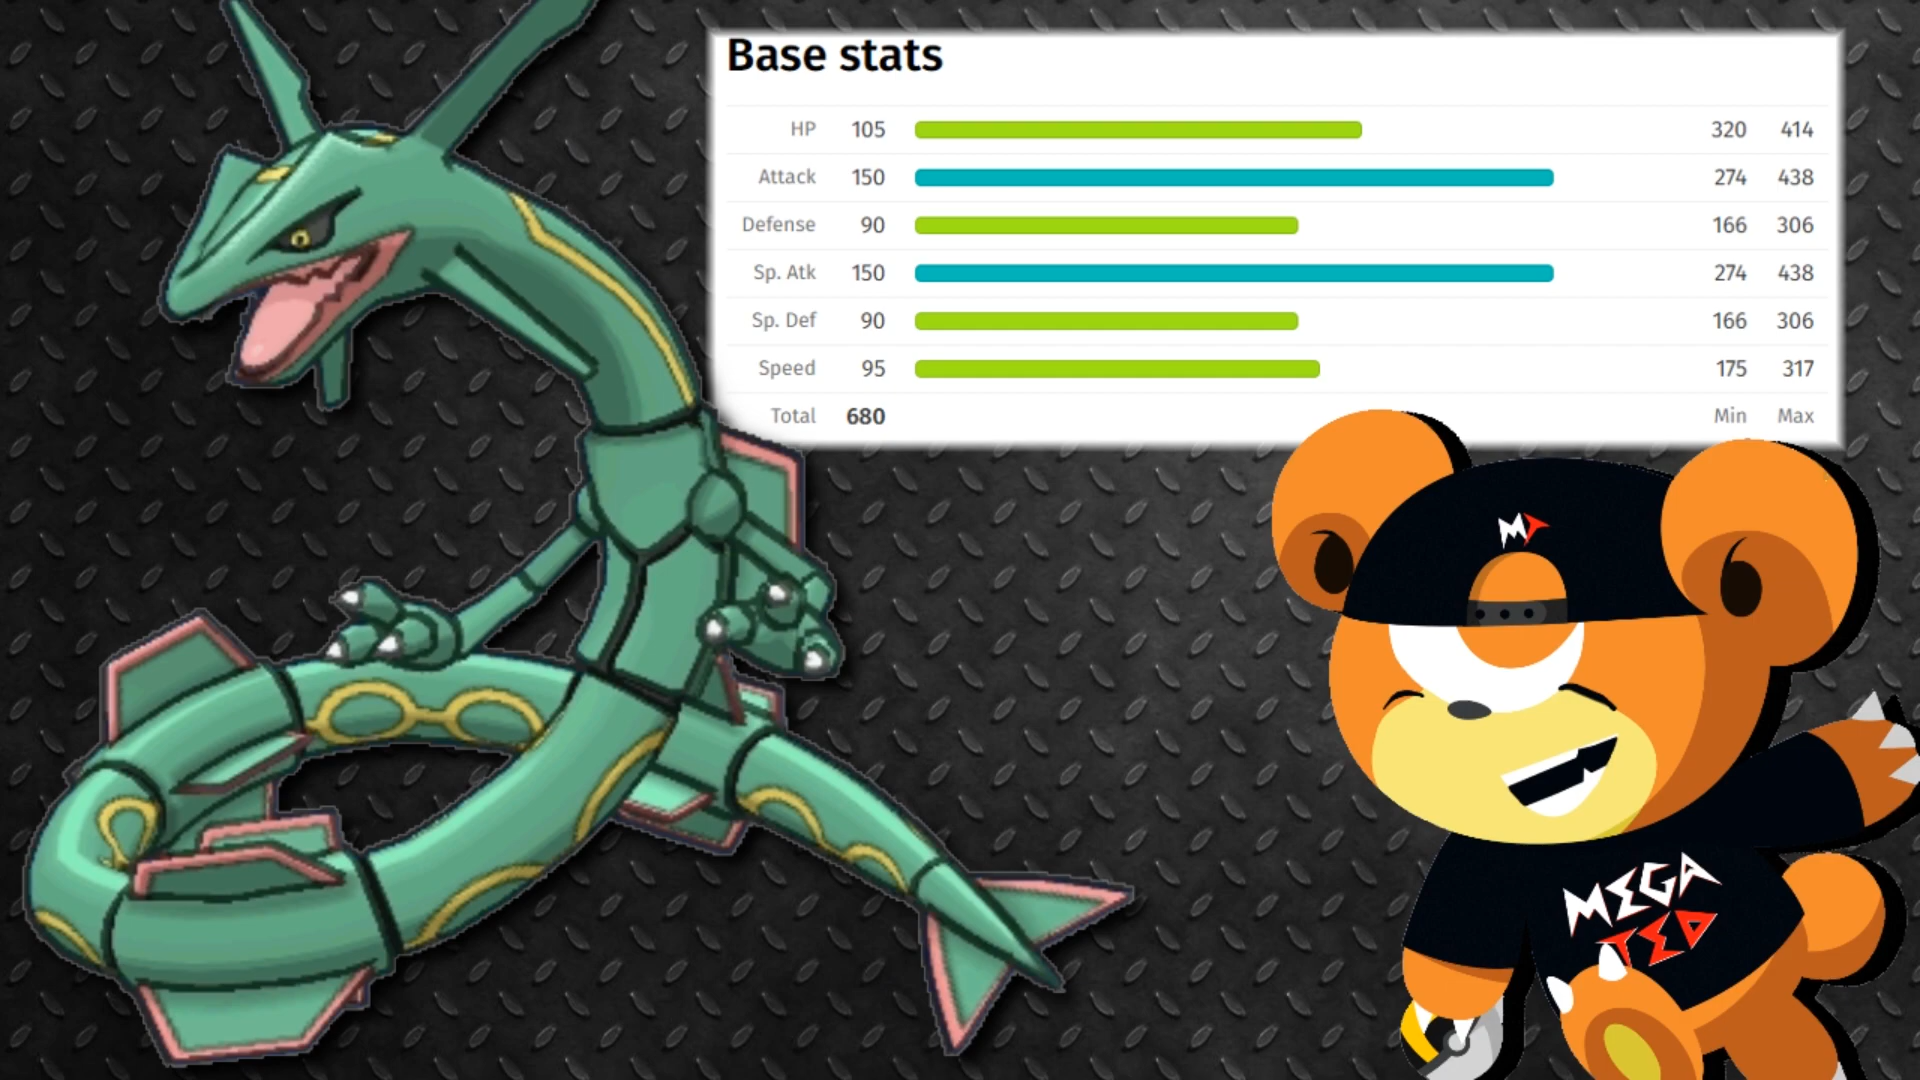 Base stats
HP 105 320 414
Attack 150 274 438
Defense 90 166 306
Sp. Atk 150 274 438
Sp. Def 90 166 306
Speed 95 175 317
Total 680 Min Max
MT
MEGA
TED